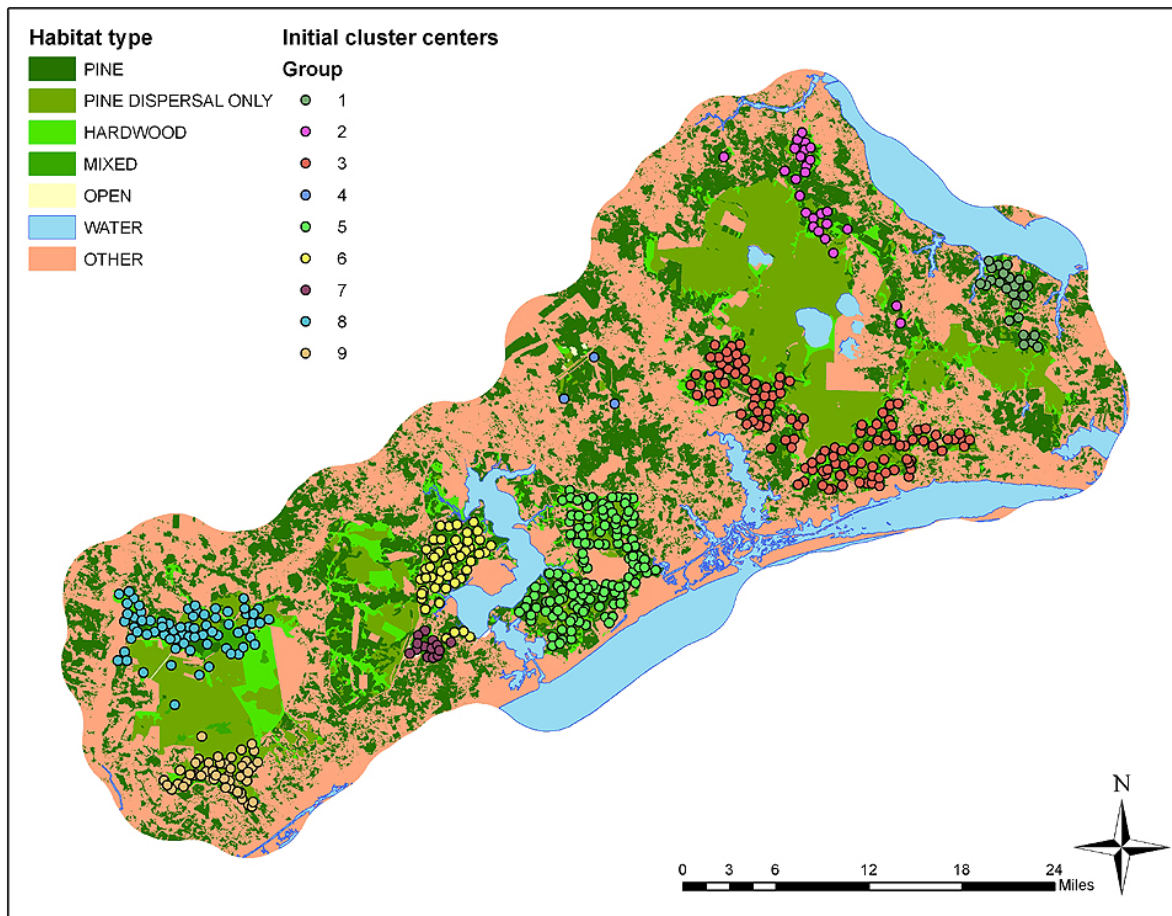 Habitat type
PINE
PINE DISPERSAL ONLY
HARDWOOD
MIXED
OPEN
WATER
OTHER
Initial cluster centers
Group
1
2
3
4
5
6
7
8
9
N
0 3 6 12 18 24
Miles